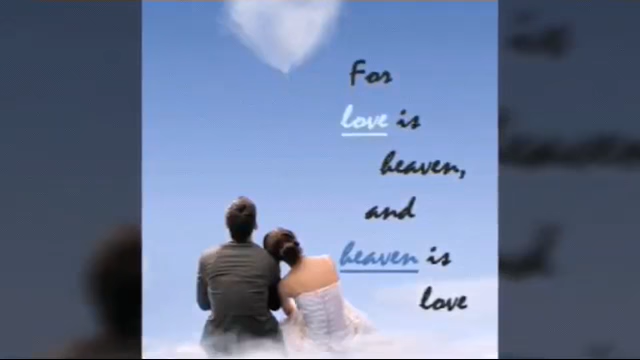 For
love is
heaven,
and
heaven is
love